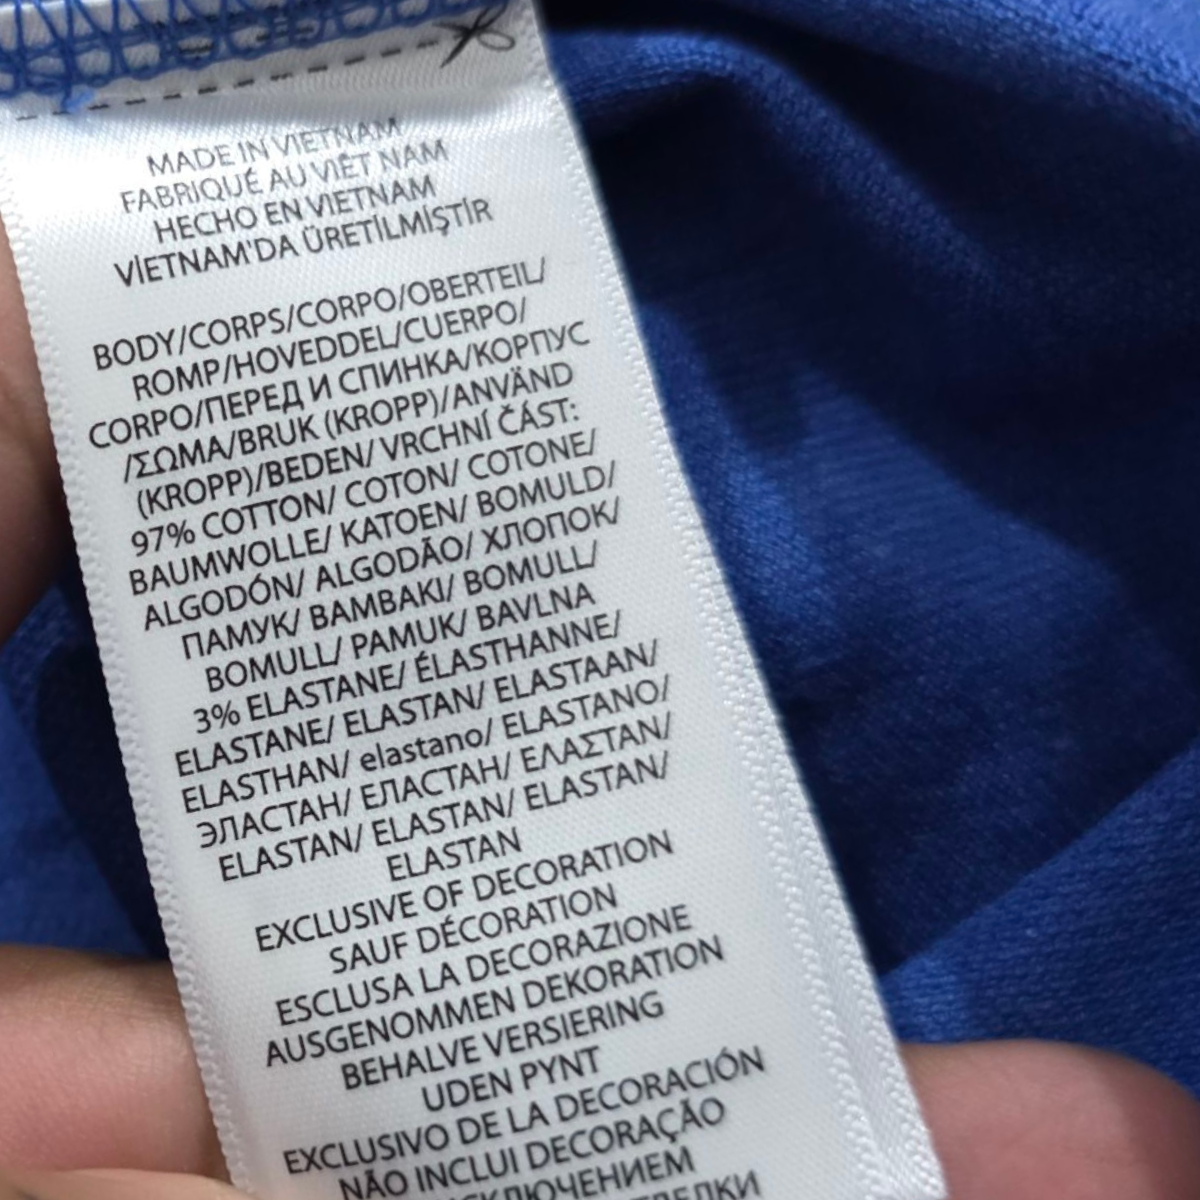 MADE IN VIETNAM
FABRIQUÉ AU VIÊT NAM
HECHO EN VIETNAM
VİETNAM'DA ÜRETİLMİŞTİR
BODY/CORPS/CORPO/OBERTEIL/
ROMP/HOVEDDEL/CUERPO/
CORPO/ПЕРЕД И СПИНКА/КОРПУС
/ΣΩΜΑ/BRUK (KROPP)/ANVÄND
(KROPP)/BEDEN/ VRCHNÍ ČÁST:
97% COTTON/ COTON/ COTONE/
BAUMWOLLE/ KATOEN/ BOMULD/
ALGODÓN/ ALGODÃO/ ХЛОПОК/
ПАМУК/ BAMBAKI/ BOMULL/
BOMULL/ PAMUK/ BAVLNA
3% ELASTANE/ ÉLASTHANNE/
ELASTANE/ ELASTAN/ ELASTAAN/
ELASTHAN/ elastano/ ELASTANO/
ЭЛАСТАН/ ЕЛАСТАН/ ΕΛΑΣΤΑΝ/
ELASTAN/ ELASTAN/ ELASTAN/
ELASTAN
EXCLUSIVE OF DECORATION
SAUF DÉCORATION
ESCLUSA LA DECORAZIONE
AUSGENOMMEN DEKORATION
BEHALVE VERSIERING
UDEN PYNT
EXCLUSIVO DE LA DECORACIÓN
NÃO INCLUI DECORAÇÃO